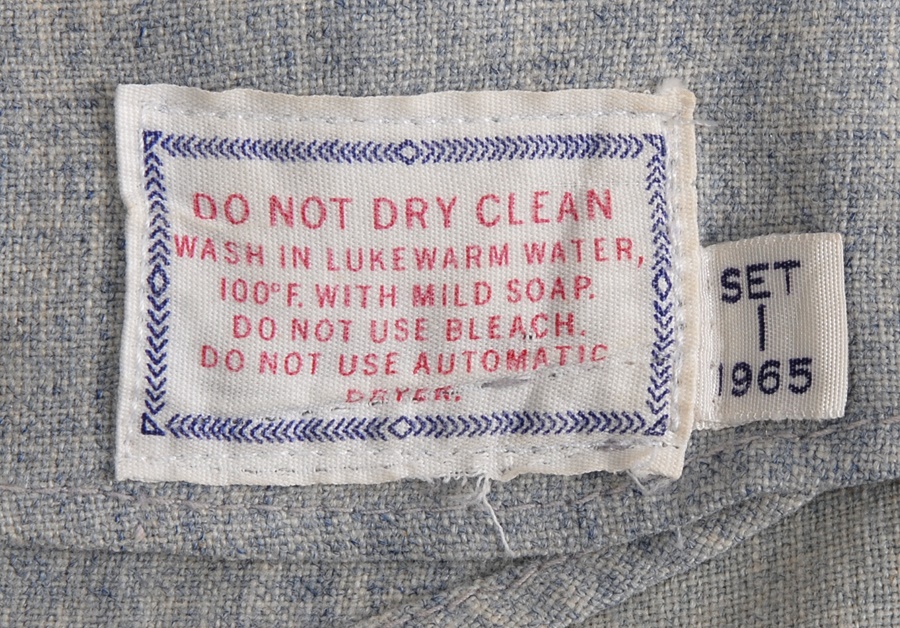 DO NOT DRY CLEAN
WASH IN LUKEWARM WATER,
100°F. WITH MILD SOAP.
DO NOT USE BLEACH.
DO NOT USE AUTOMATIC
DRYER.
SET
1
1965